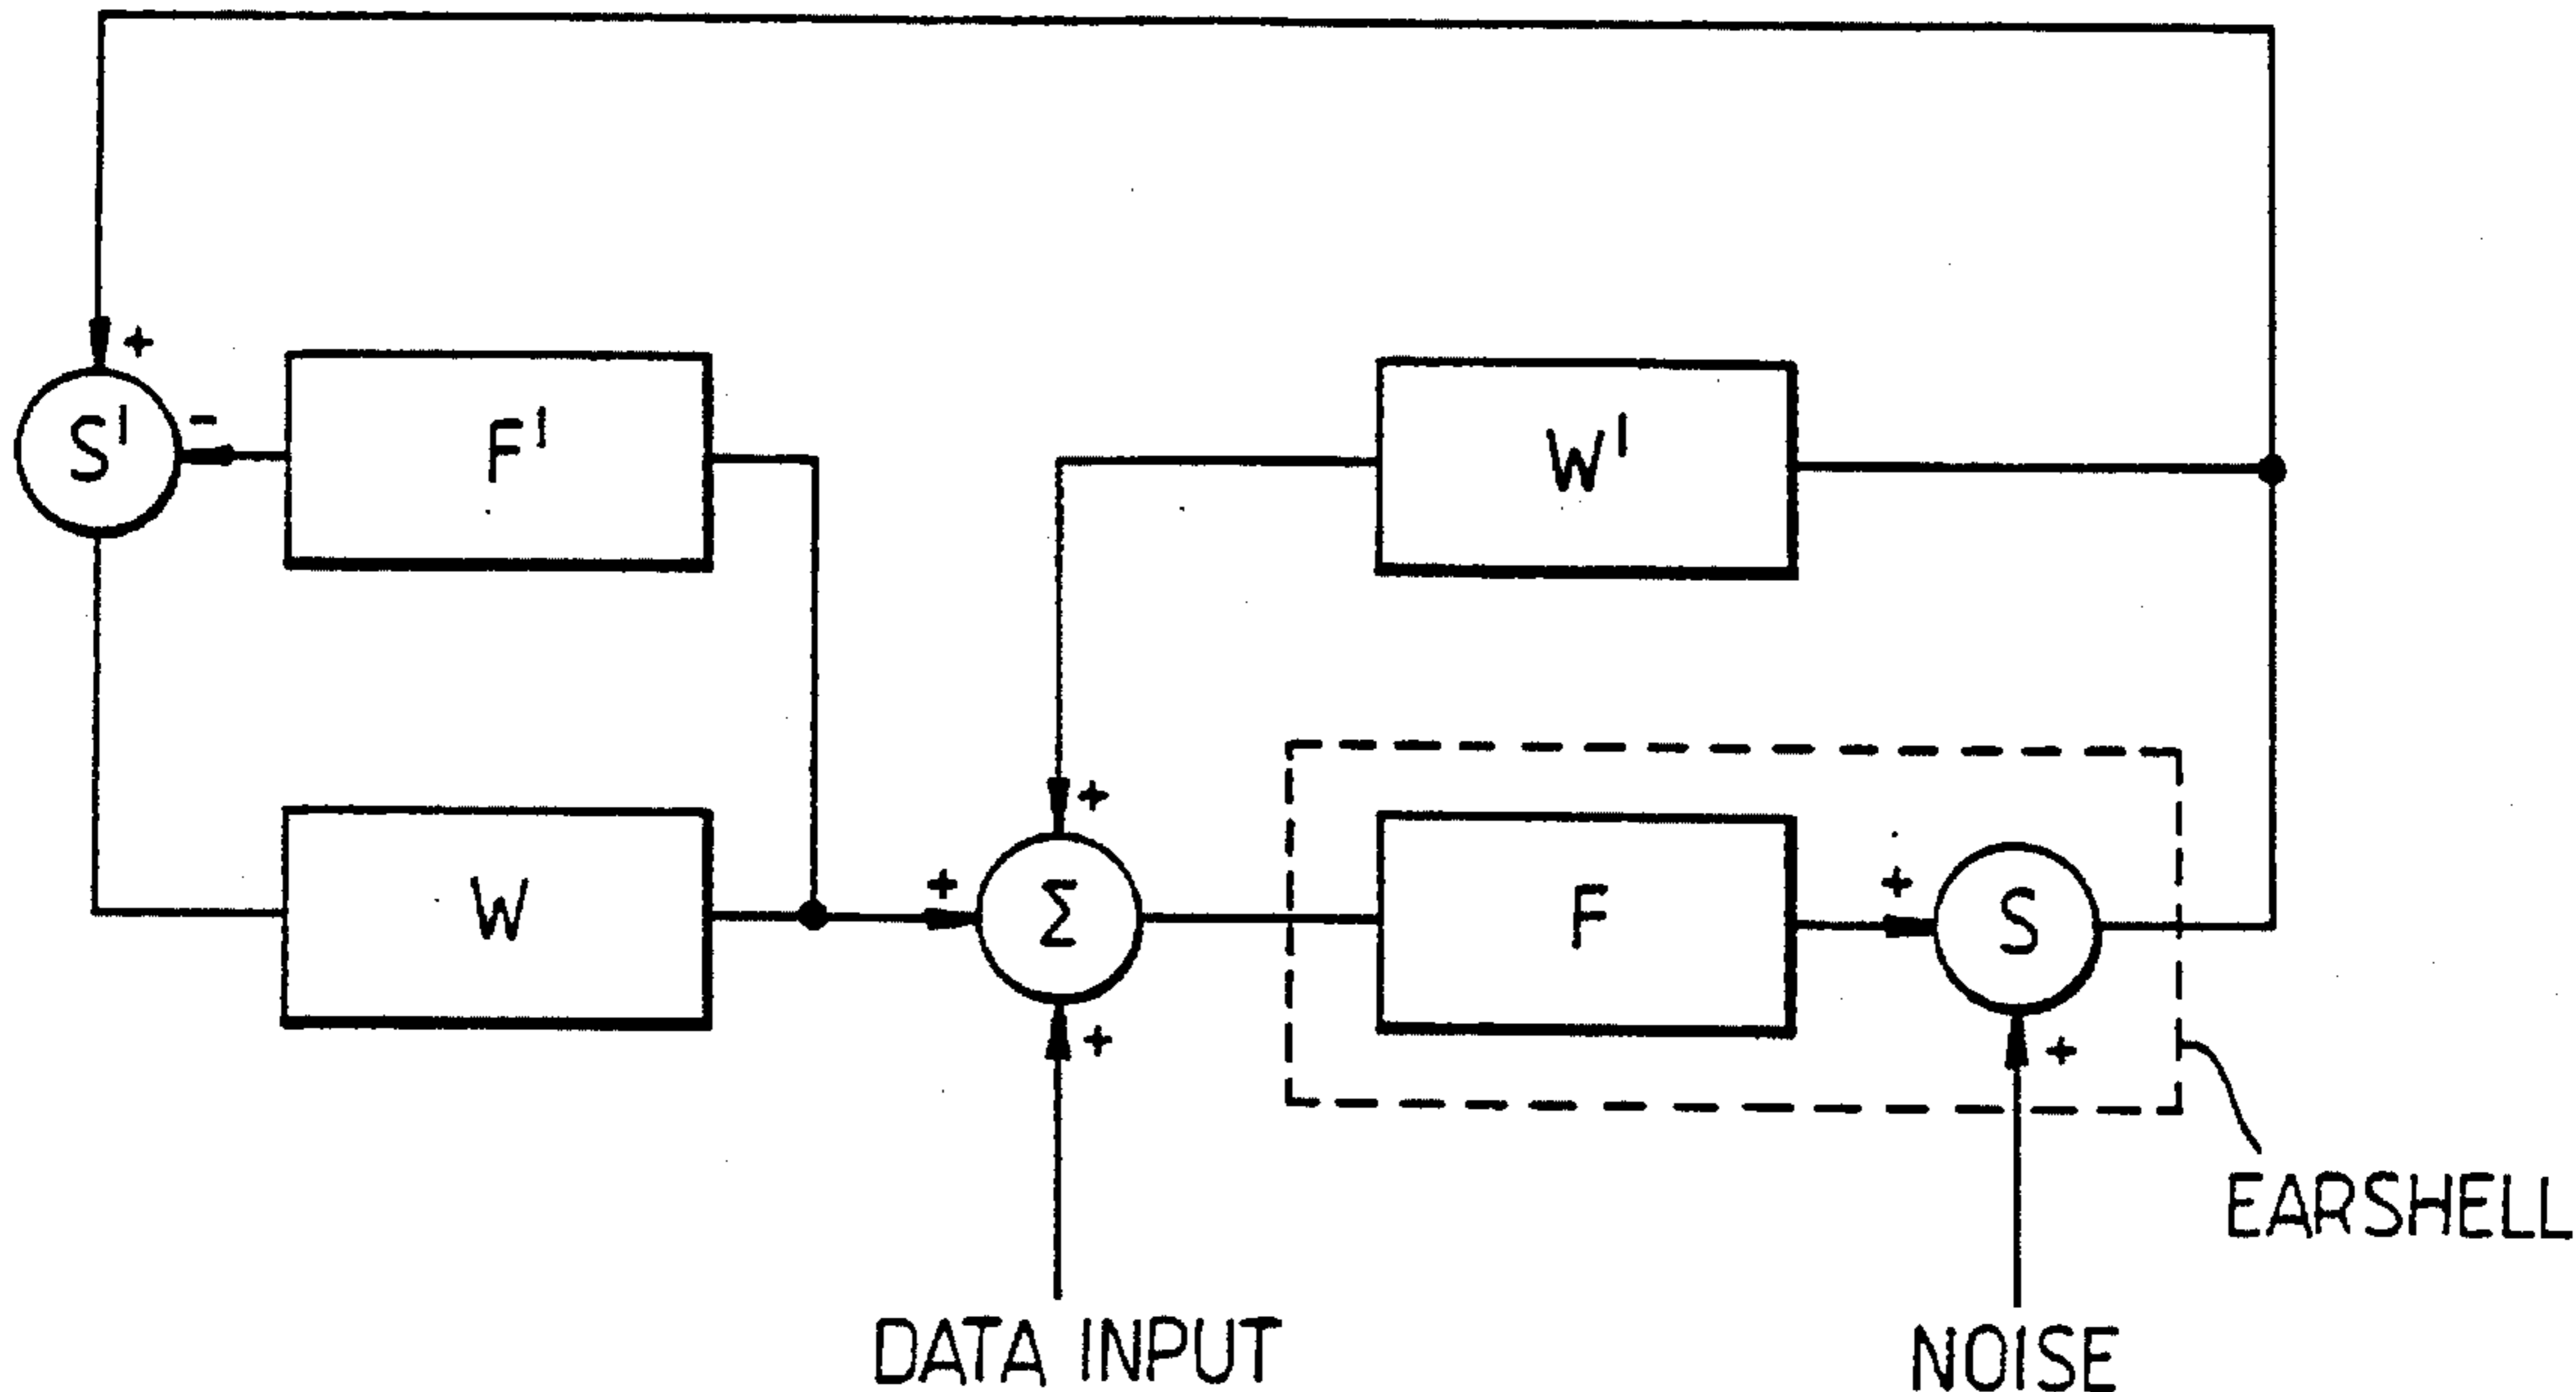 +
S'
-
F'
W'
+
W
+
Σ
+
F
+
S
+
EARSHELL
DATA INPUT
NOISE